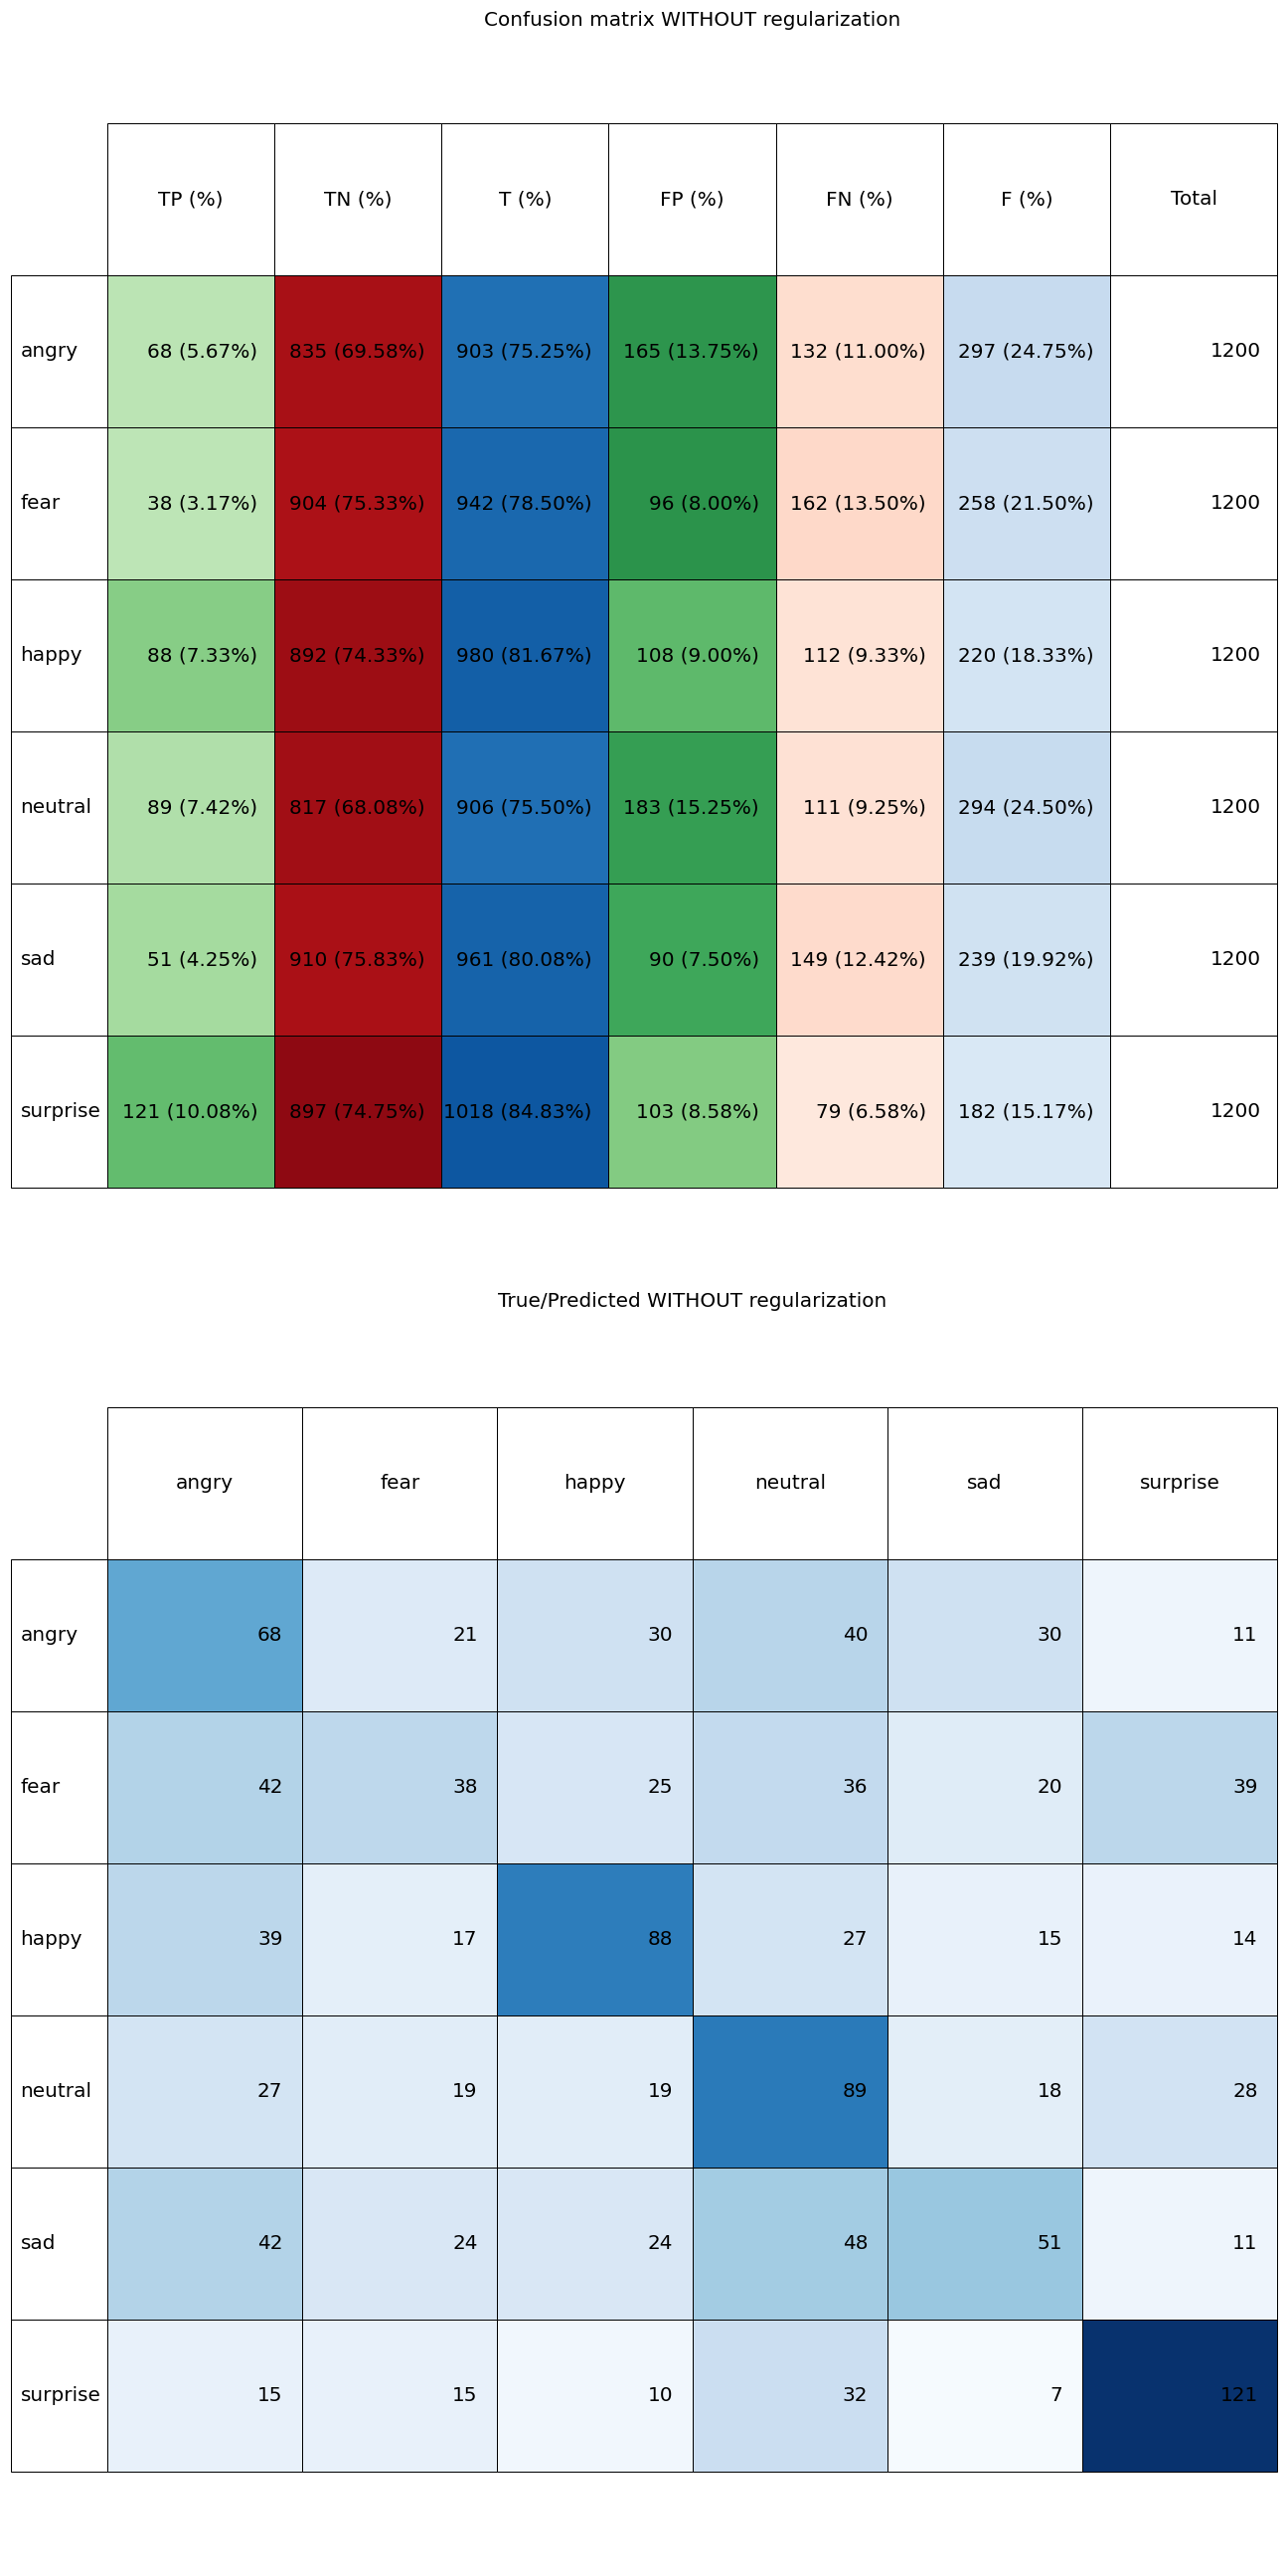 Confusion matrix WITHOUT regularization
TP (%) TN (%) T (%) FP (%) FN (%) F (%) Total
angry 68 (5.67%) 835 (69.58%) 903 (75.25%) 165 (13.75%) 132 (11.00%) 297 (24.75%) 1200
fear 38 (3.17%) 904 (75.33%) 942 (78.50%) 96 (8.00%) 162 (13.50%) 258 (21.50%) 1200
happy 88 (7.33%) 892 (74.33%) 980 (81.67%) 108 (9.00%) 112 (9.33%) 220 (18.33%) 1200
neutral 89 (7.42%) 817 (68.08%) 906 (75.50%) 183 (15.25%) 111 (9.25%) 294 (24.50%) 1200
sad 51 (4.25%) 910 (75.83%) 961 (80.08%) 90 (7.50%) 149 (12.42%) 239 (19.92%) 1200
surprise 121 (10.08%) 897 (74.75%) 1018 (84.83%) 103 (8.58%) 79 (6.58%) 182 (15.17%) 1200
True/Predicted WITHOUT regularization
angry fear happy neutral sad surprise
angry 68 21 30 40 30 11
fear 42 38 25 36 20 39
happy 39 17 88 27 15 14
neutral 27 19 19 89 18 28
sad 42 24 24 48 51 11
surprise 15 15 10 32 7 121